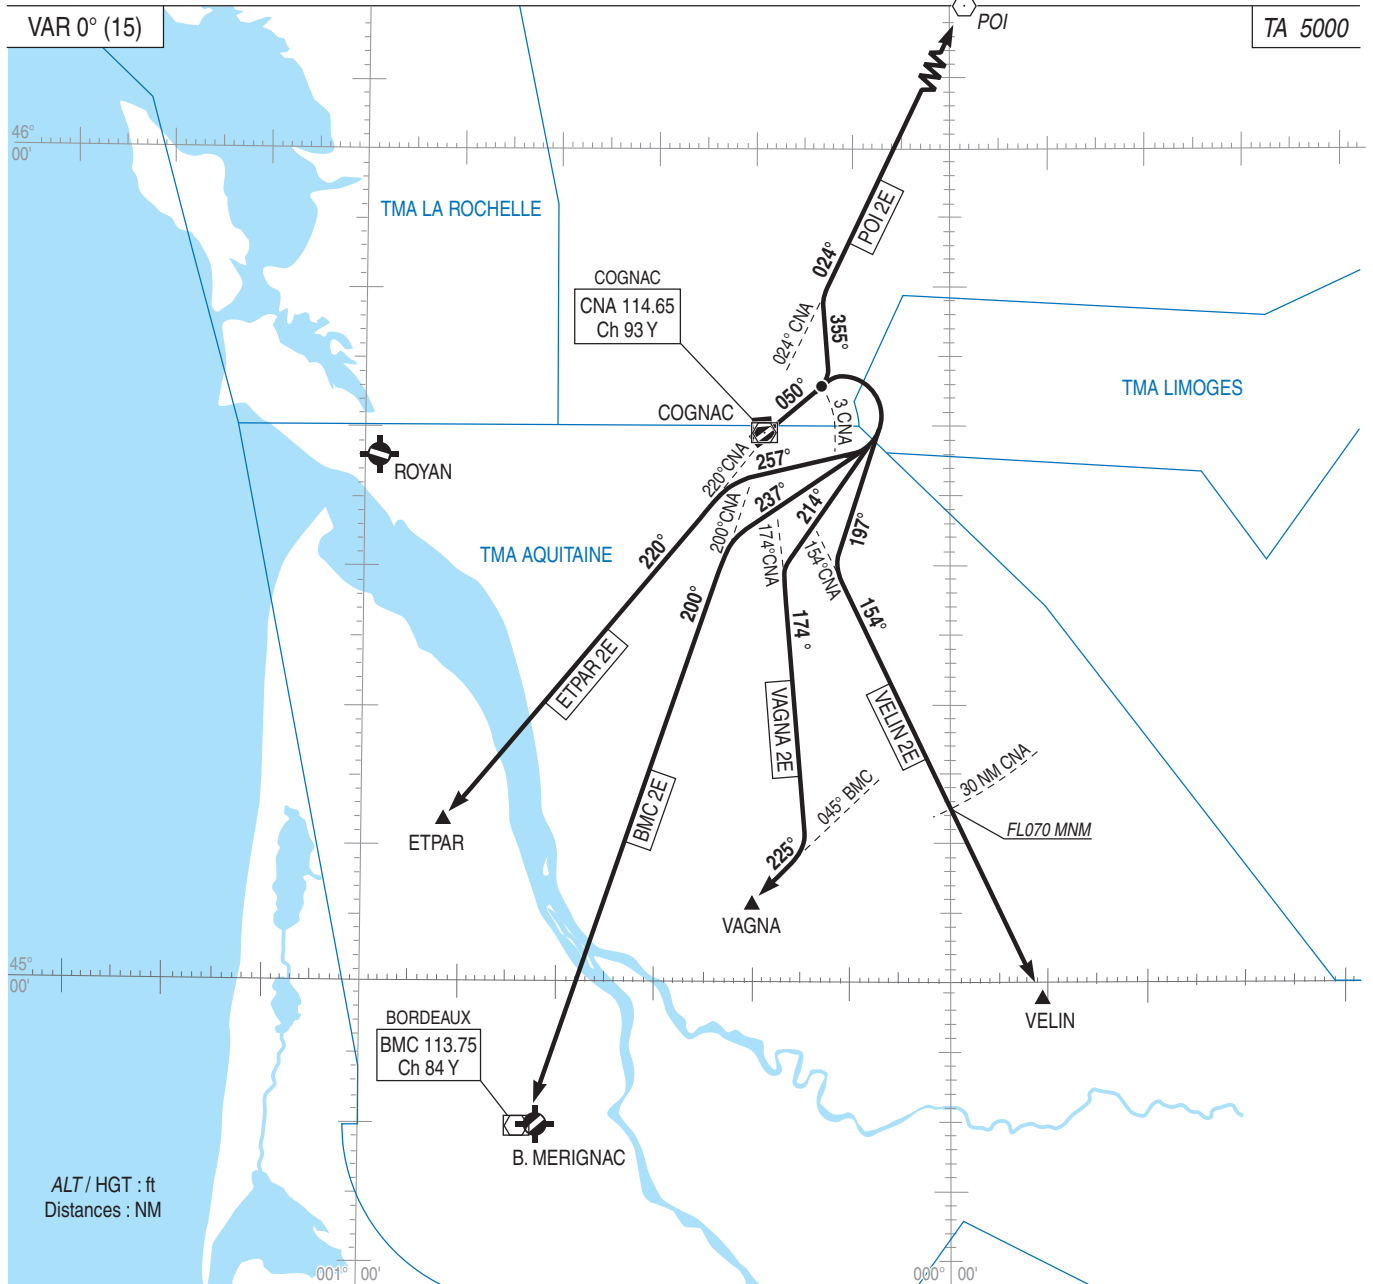 VAR 0° (15)
POI
TA 5000
46°
00'
TMA LA ROCHELLE
POI 2E
024°
COGNAC
CNA 114.65
Ch 93 Y
024° CNA
355°
TMA LIMOGES
050°
COGNAC
3 CNA
ROYAN
220°CNA
257°
237°
214°
200°CNA
174°CNA
154°CNA
197°
TMA AQUITAINE
220°
200°
174°
154°
ETPAR 2E
VAGNA 2E
VELIN 2E
BMC 2E
045° BMC
30 NM CNA
FL070 MNM
ETPAR
225°
VAGNA
45°
00'
VELIN
BORDEAUX
BMC 113.75
Ch 84 Y
B. MERIGNAC
ALT / HGT : ft
Distances : NM
001° 00'
000° 00'